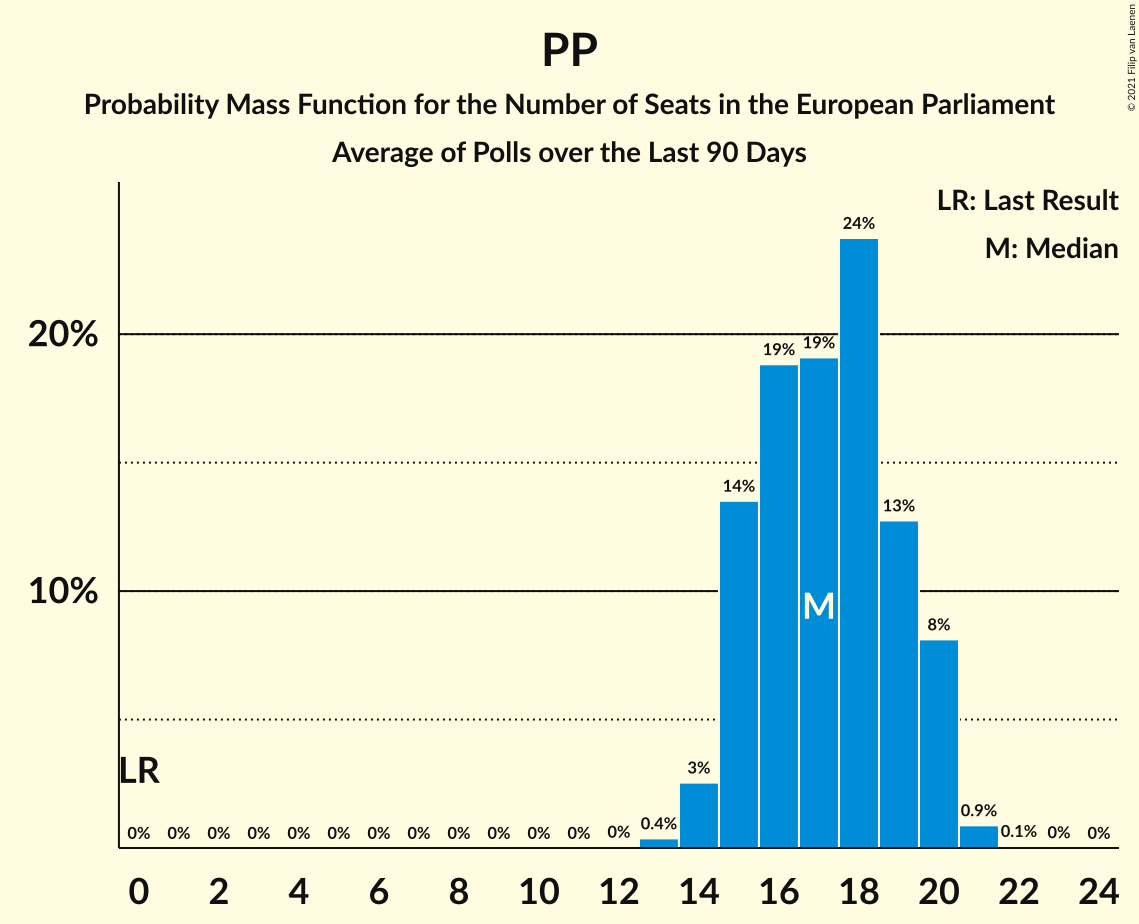 PP
Probability Mass Function for the Number of Seats in the European Parliament
Average of Polls over the Last 90 Days
© 2021 Filip van Laenen
LR: Last Result
M: Median
20%
10%
0% 0% 0% 0% 0% 0% 0% 0% 0% 0% 0% 0% 0% 0.4% 3% 14% 19% 19% 24% 13% 8% 0.9% 0.1% 0% 0%
LR
M
0 2 4 6 8 10 12 14 16 18 20 22 24